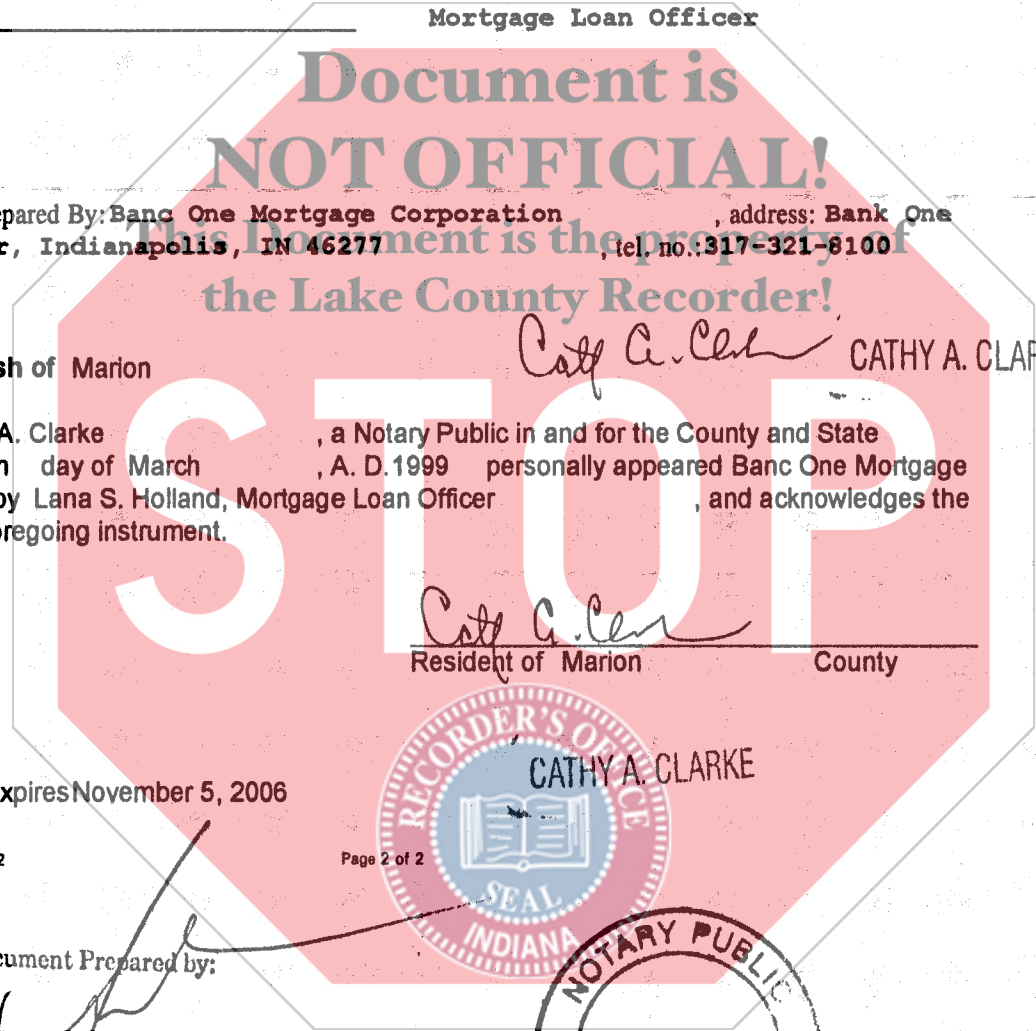 Mortgage Loan Officer
Document is
NOT OFFICIAL!
epared By: Banc One Mortgage Corporation , address: Bank One
r, Indianapolis, IN 46277 , tel. no.: 317-321-8100
This Document is the property of
the Lake County Recorder!
CATHY A. CLAR
sh of Marion
A. Clarke , a Notary Public in and for the County and State
n day of March , A. D. 1999 personally appeared Banc One Mortgage
by Lana S. Holland, Mortgage Loan Officer , and acknowledges the
oregoing instrument.
STOP
Resident of Marion County
RECORDER'S OFFICE
CATHY A. CLARKE
xpires November 5, 2006
2 Page 2 of 2
SEAL
INDIANA
NOTARY PUBLIC
cument Prepared by: